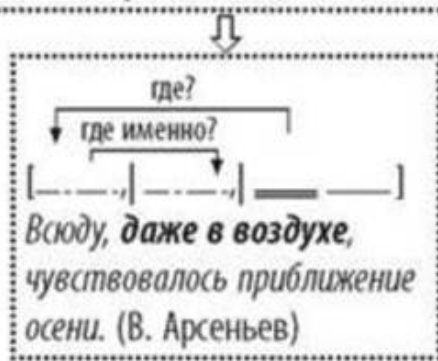 где?
где именно?
Всюду, даже в воздухе,
чувствовалось приближение
осени. (В. Арсеньев)